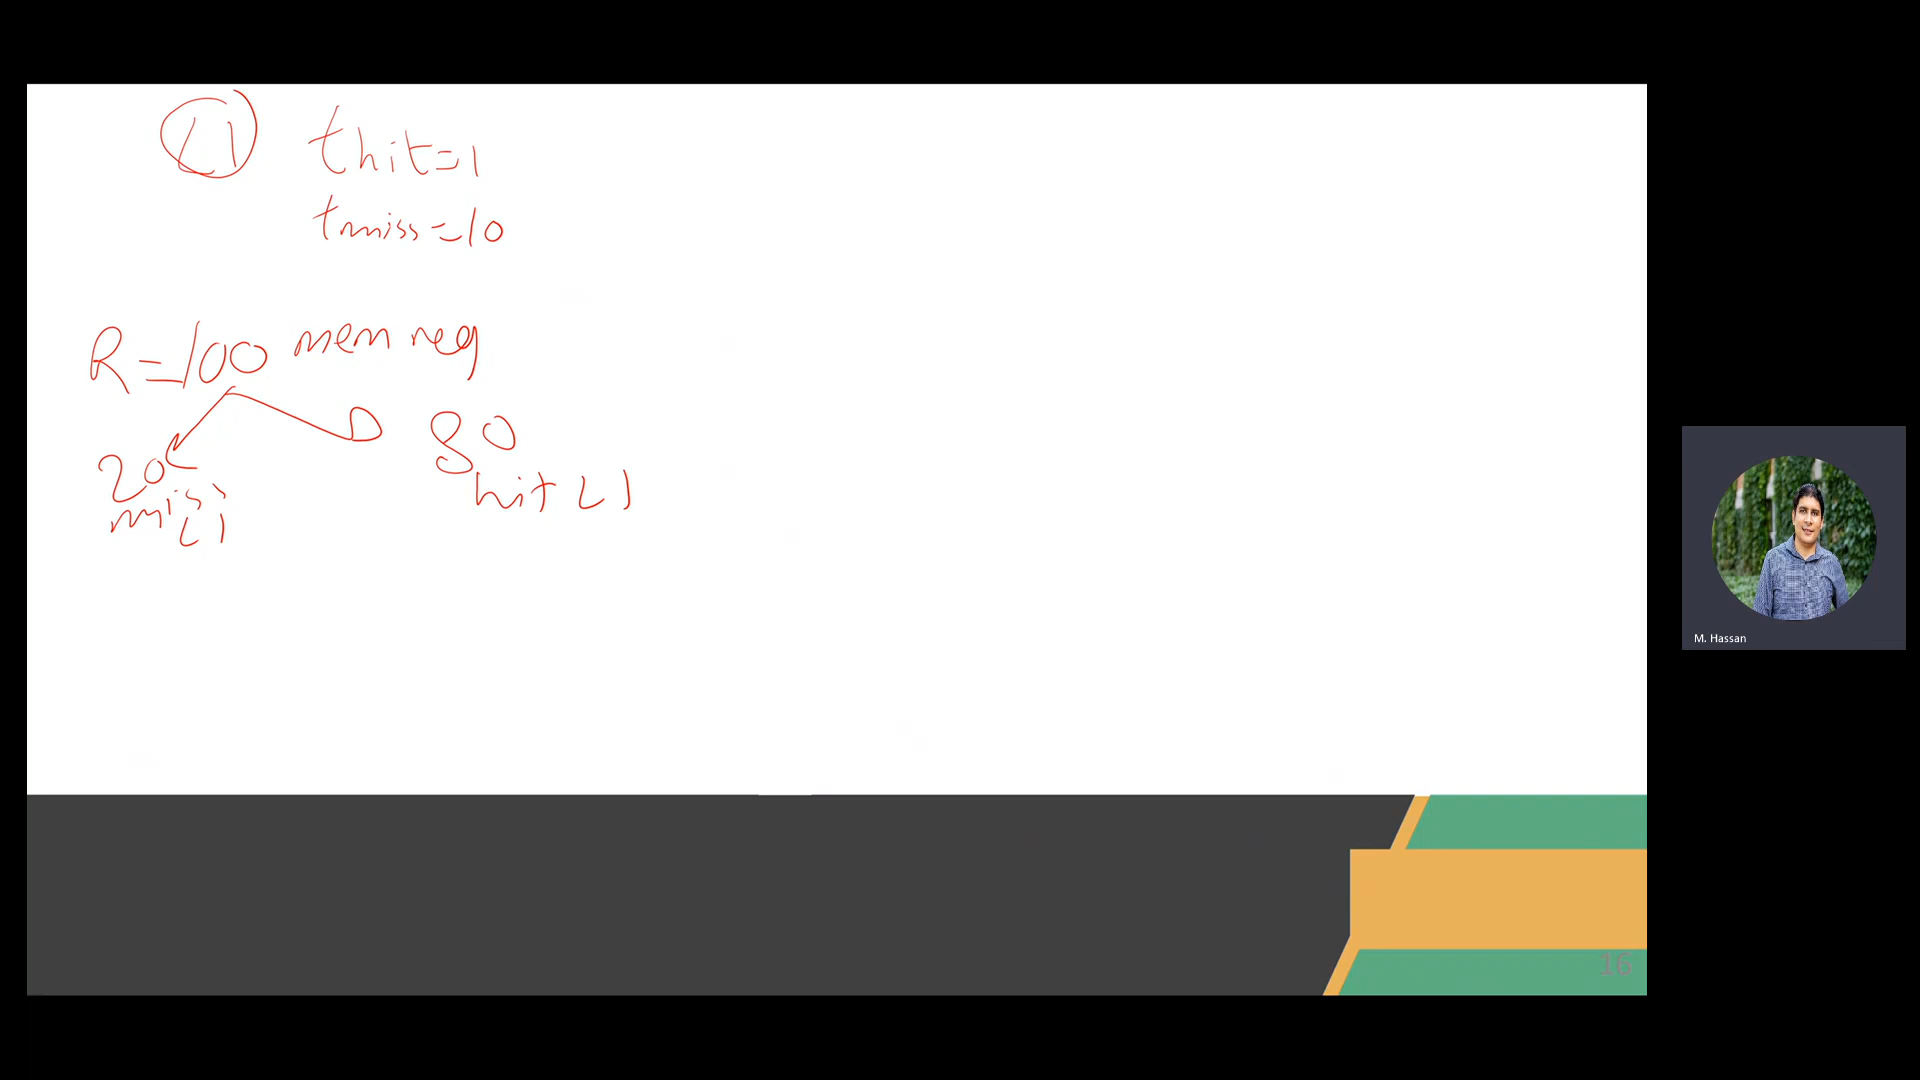 L1 thit=1
tmiss=10
R=100 mem req
20 80
miss hit L1
L1
M. Hassan
16